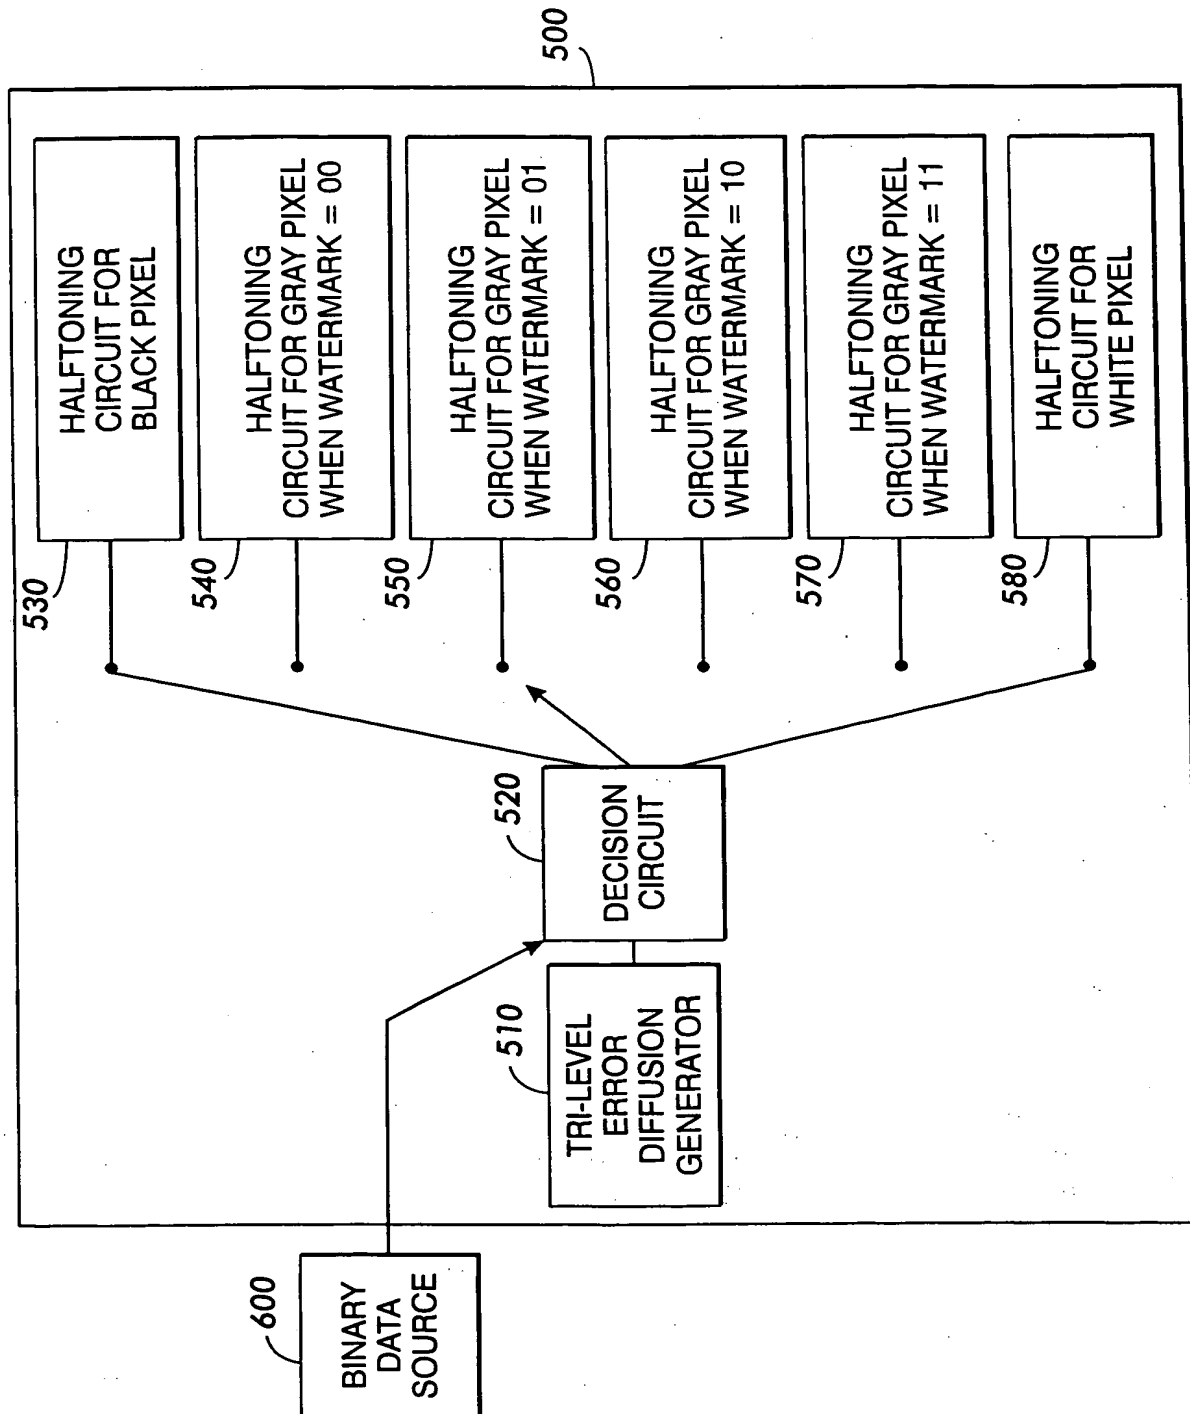 500
530
HALFTONING
CIRCUIT FOR
BLACK PIXEL
540
HALFTONING
CIRCUIT FOR GRAY PIXEL
WHEN WATERMARK = 00
550
HALFTONING
CIRCUIT FOR GRAY PIXEL
WHEN WATERMARK = 01
560
HALFTONING
CIRCUIT FOR GRAY PIXEL
WHEN WATERMARK = 10
570
HALFTONING
CIRCUIT FOR GRAY PIXEL
WHEN WATERMARK = 11
580
HALFTONING
CIRCUIT FOR
WHITE PIXEL
520
DECISION
CIRCUIT
510
TRI-LEVEL
ERROR
DIFFUSION
GENERATOR
600
BINARY
DATA
SOURCE